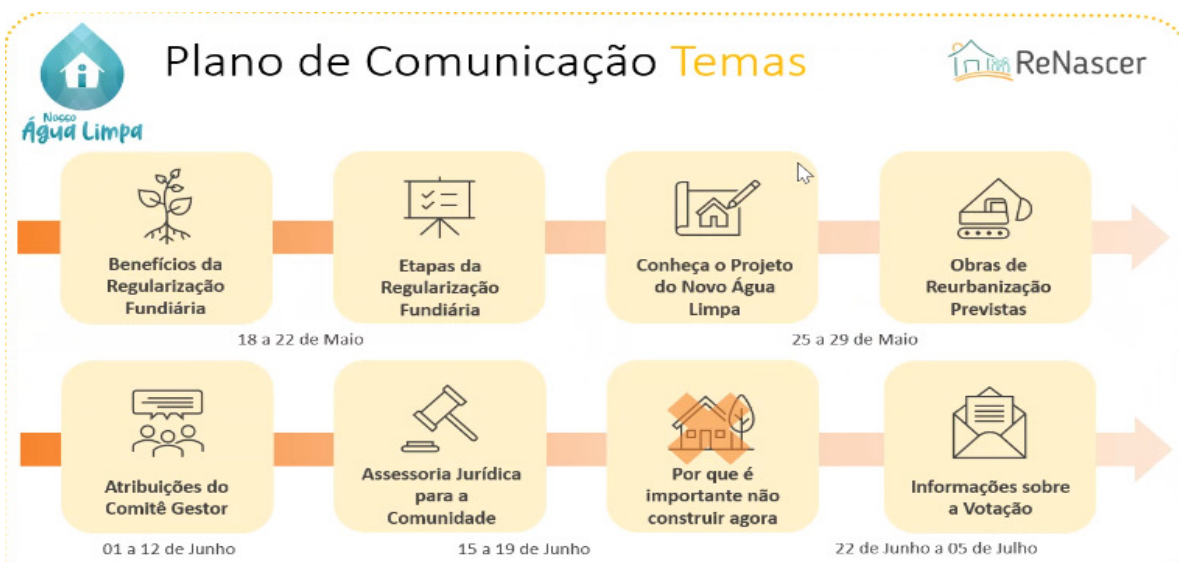 Plano de Comunicação Temas
Nosso
Água Limpa
ReNascer
Benefícios da
Regularização
Fundiária
Etapas da
Regularização
Fundiária
18 a 22 de Maio
Conheça o Projeto
do Novo Água
Limpa
Obras de
Reurbanização
Previstas
25 a 29 de Maio
Atribuições do
Comitê Gestor
01 a 12 de Junho
Assessoria Jurídica
para a
Comunidade
15 a 19 de Junho
Por que é
importante não
construir agora
Informações sobre
a Votação
22 de Junho a 05 de Julho